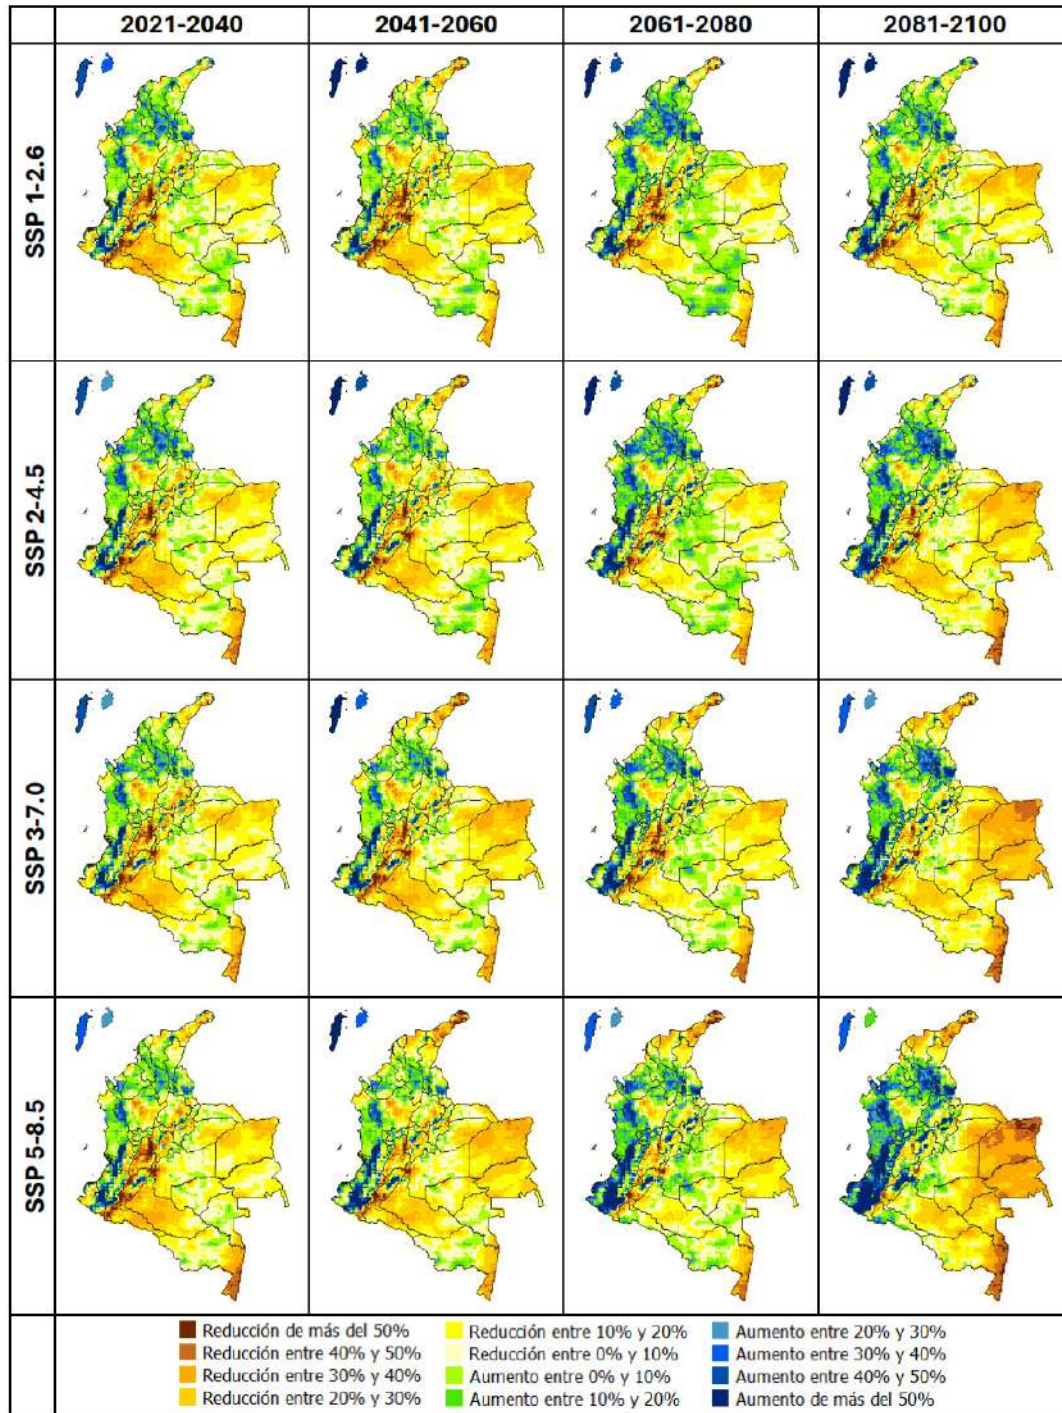 2021-2040 2041-2060 2061-2080 2081-2100
SSP 1-2.6
SSP 2-4.5
SSP 3-7.0
SSP 5-8.5
Reducción de más del 50%
Reducción entre 40% y 50%
Reducción entre 30% y 40%
Reducción entre 20% y 30%
Reducción entre 10% y 20%
Reducción entre 0% y 10%
Aumento entre 0% y 10%
Aumento entre 10% y 20%
Aumento entre 20% y 30%
Aumento entre 30% y 40%
Aumento entre 40% y 50%
Aumento de más del 50%